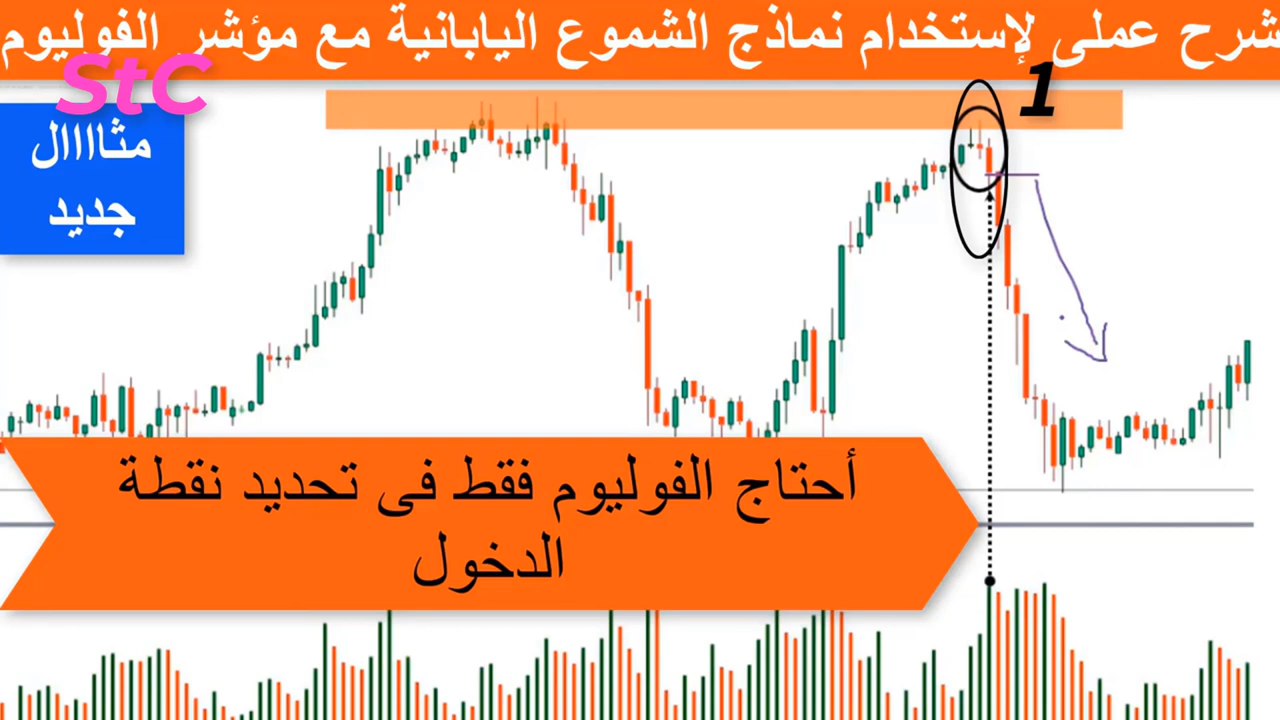 شرح عملى لإستخدام نماذج الشموع اليابانية مع مؤشر الفوليوم
StC
1
مثاااال
جديد
أحتاج الفوليوم فقط فى تحديد نقطة
الدخول